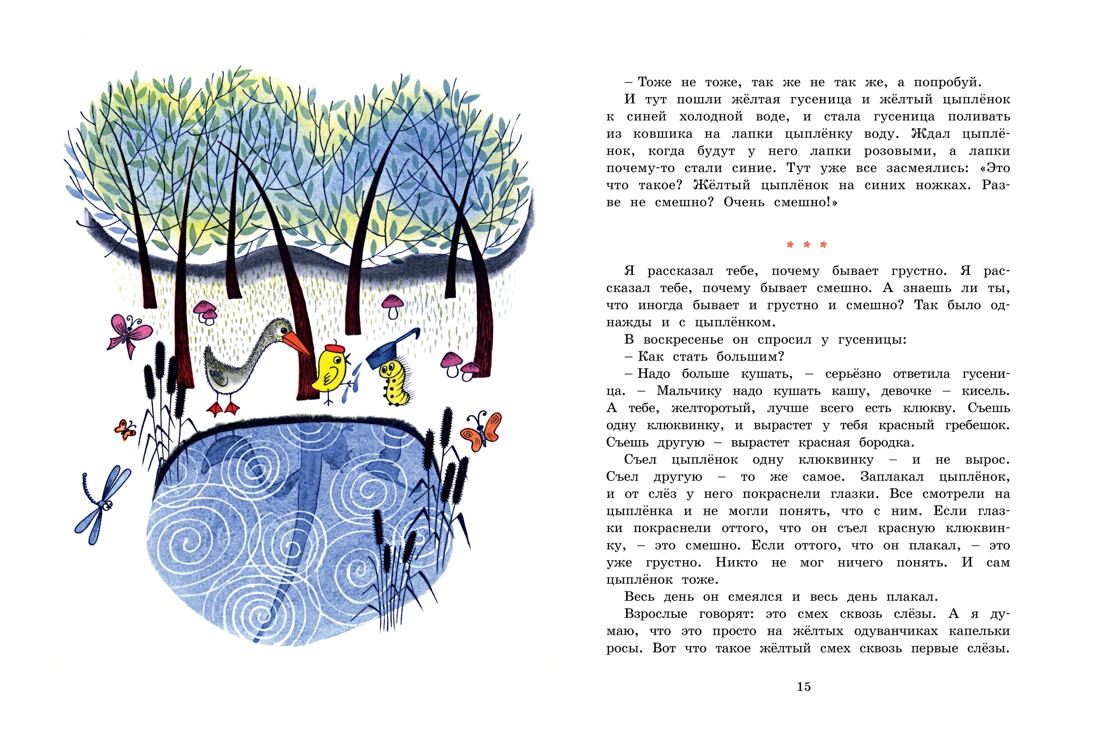 – Тоже не тоже, так же не так же, а попробуй.
И тут пошли жёлтая гусеница и жёлтый цыплёнок
к синей холодной воде, и стала гусеница поливать
из ковшика на лапки цыплёнку воду. Ждал цыплё-
нок, когда будут у него лапки розовыми, а лапки
почему-то стали синие. Тут уже все засмеялись: «Это
что такое? Жёлтый цыплёнок на синих ножках. Раз-
ве не смешно? Очень смешно!»
* * *
Я рассказал тебе, почему бывает грустно. Я рас-
сказал тебе, почему бывает смешно. А знаешь ли ты,
что иногда бывает и грустно и смешно? Так было од-
нажды и с цыплёнком.
В воскресенье он спросил у гусеницы:
– Как стать большим?
– Надо больше кушать, – серьёзно ответила гусени-
ца. – Мальчику надо кушать кашу, девочке – кисель.
А тебе, желторотый, лучше всего есть клюкву. Съешь
одну клюквинку, и вырастет у тебя красный гребешок.
Съешь другую – вырастет красная бородка.
Съел цыплёнок одну клюквинку – и не вырос.
Съел другую – то же самое. Заплакал цыплёнок,
и от слёз у него покраснели глазки. Все смотрели на
цыплёнка и не могли понять, что с ним. Если глаз-
ки покраснели оттого, что он съел красную клюквин-
ку, – это смешно. Если оттого, что он плакал, – это
уже грустно. Никто не мог ничего понять. И сам
цыплёнок тоже.
Весь день он смеялся и весь день плакал.
Взрослые говорят: это смех сквозь слёзы. А я ду-
маю, что это просто на жёлтых одуванчиках капельки
росы. Вот что такое жёлтый смех сквозь первые слёзы.
15